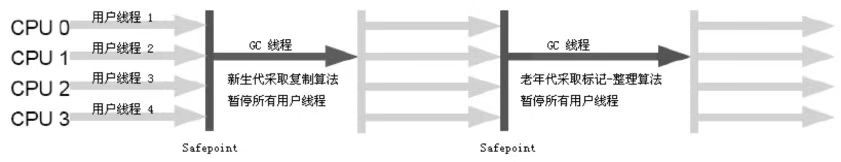 CPU 0
用户线程 1
CPU 1
用户线程 2
CPU 2
用户线程 3
CPU 3
用户线程 4
GC 线程
新生代采取复制算法
暂停所有用户线程
GC 线程
老年代采取标记-整理算法
暂停所有用户线程
Safepoint
Safepoint